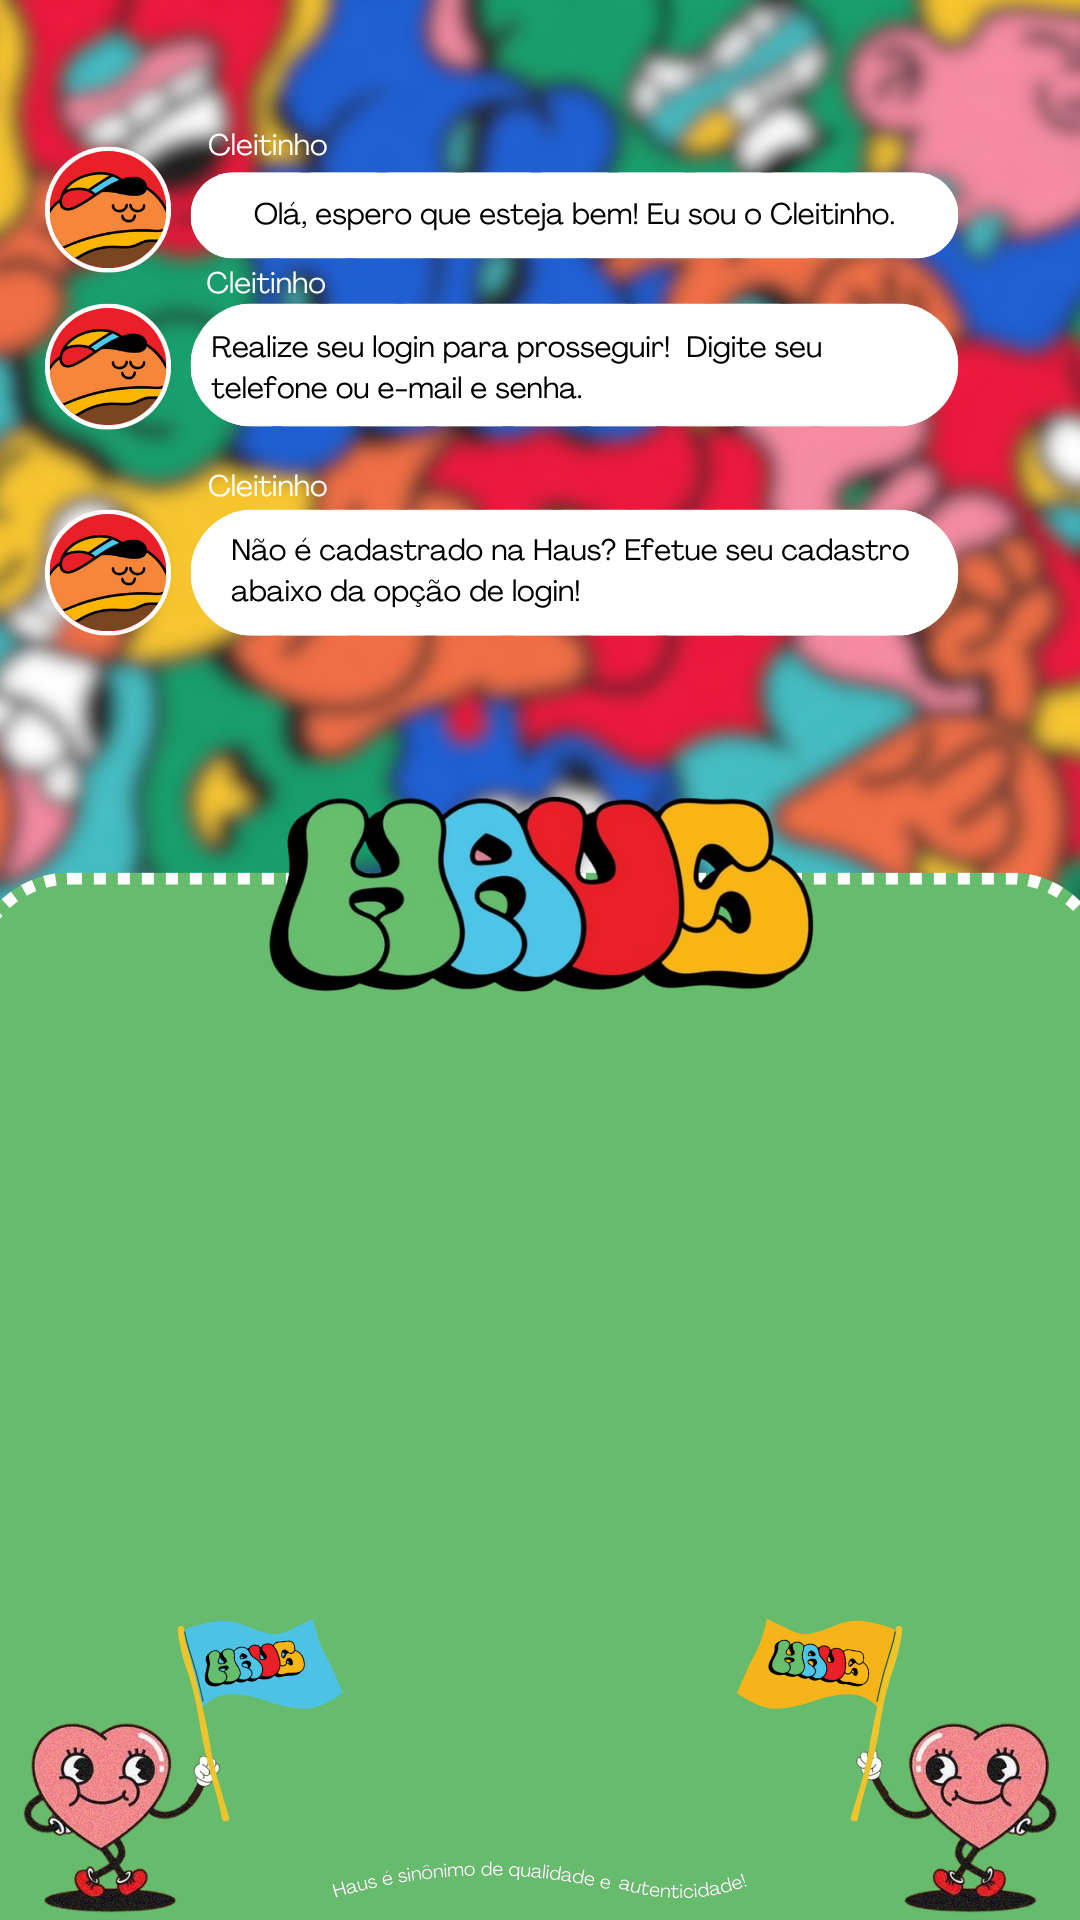 Cleitinho
Olá, espero que esteja bem! Eu sou o Cleitinho.
Cleitinho
Realize seu login para prosseguir! Digite seu
telefone ou e-mail e senha.
Cleitinho
Não é cadastrado na Haus? Efetue seu cadastro
abaixo da opção de login!
HAUS
HAUS
HAUS
Haus é sinônimo de qualidade e autenticidade!